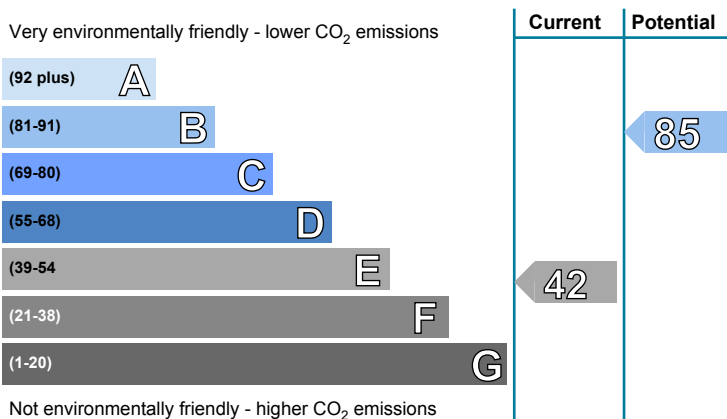 Current Potential
Very environmentally friendly - lower CO₂ emissions
(92 plus) A
(81-91) B
85
(69-80) C
(55-68) D
(39-54 E
42
(21-38) F
(1-20) G
Not environmentally friendly - higher CO₂ emissions